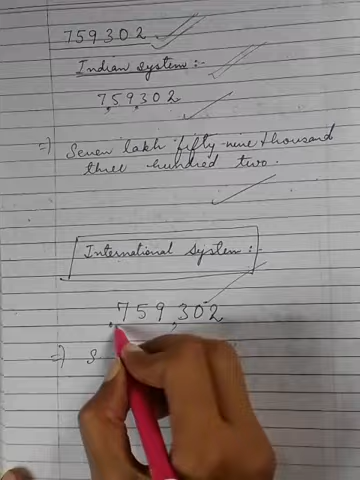 759302
Indian system :-
7,59,302
=) Seven lakh fifty nine thousand
three hundred two.
International System :-
,759,302
=) S